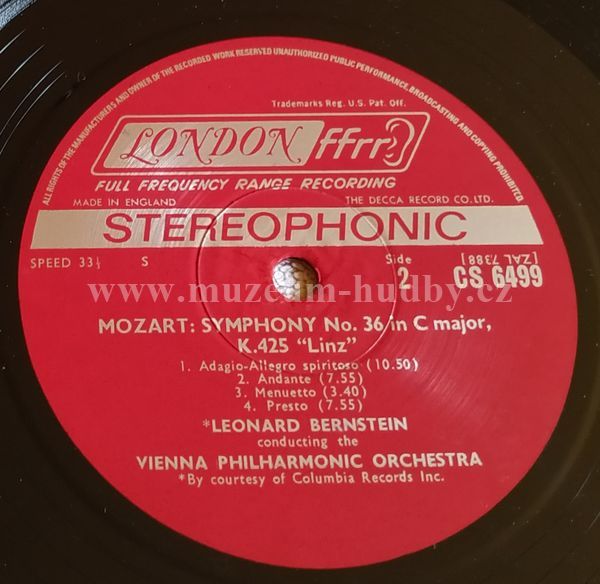 ALL RIGHTS OF THE MANUFACTURERS AND OWNER OF THE RECORDED WORK RESERVED UNAUTHORIZED PUBLIC PERFORMANCE, BROADCASTING AND COPYING PROHIBITED
Trademarks Reg. U.S. Pat. Off.
LONDON ffrr
FULL FREQUENCY RANGE RECORDING
MADE IN ENGLAND THE DECCA RECORD CO. LTD.
STEREOPHONIC
SPEED 33⅓ S Side 2 [ZAL 7388] CS 6499
www.muzeum-hudby.cz
MOZART: SYMPHONY No. 36 in C major,
K.425 "Linz"
1. Adagio-Allegro spiritoso (10.50)
2. Andante (7.55)
3. Menuetto (3.40)
4. Presto (7.55)
*LEONARD BERNSTEIN
conducting the
VIENNA PHILHARMONIC ORCHESTRA
*By courtesy of Columbia Records Inc.